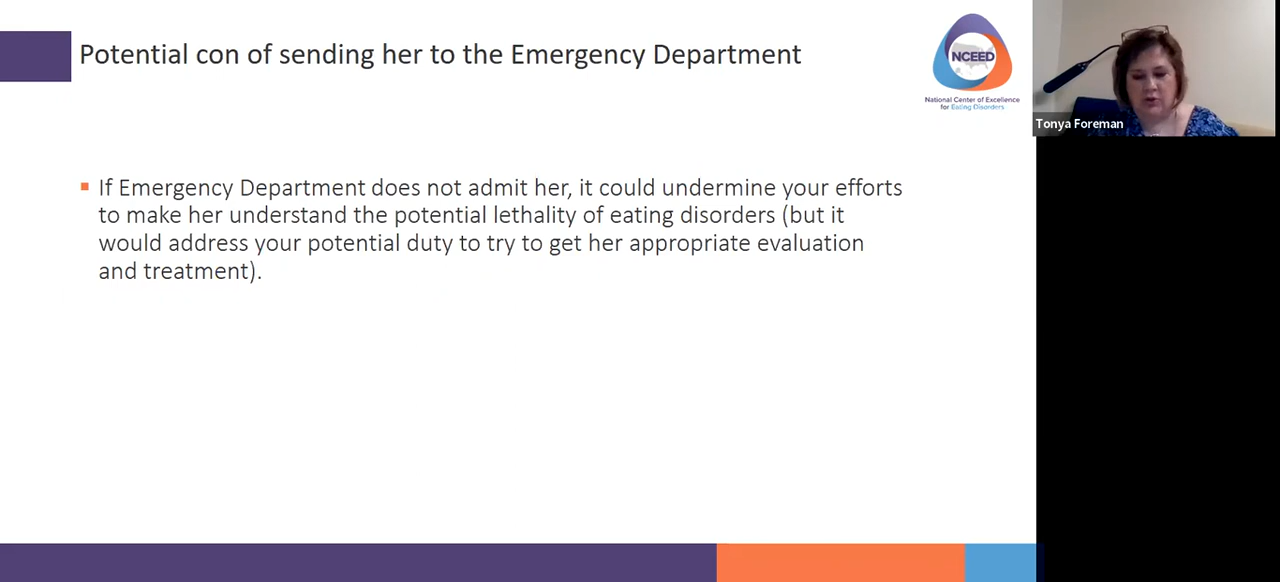 Potential con of sending her to the Emergency Department
NCEED
National Center of Excellence
for Eating Disorders
Tonya Foreman
▪ If Emergency Department does not admit her, it could undermine your efforts
to make her understand the potential lethality of eating disorders (but it
would address your potential duty to try to get her appropriate evaluation
and treatment).